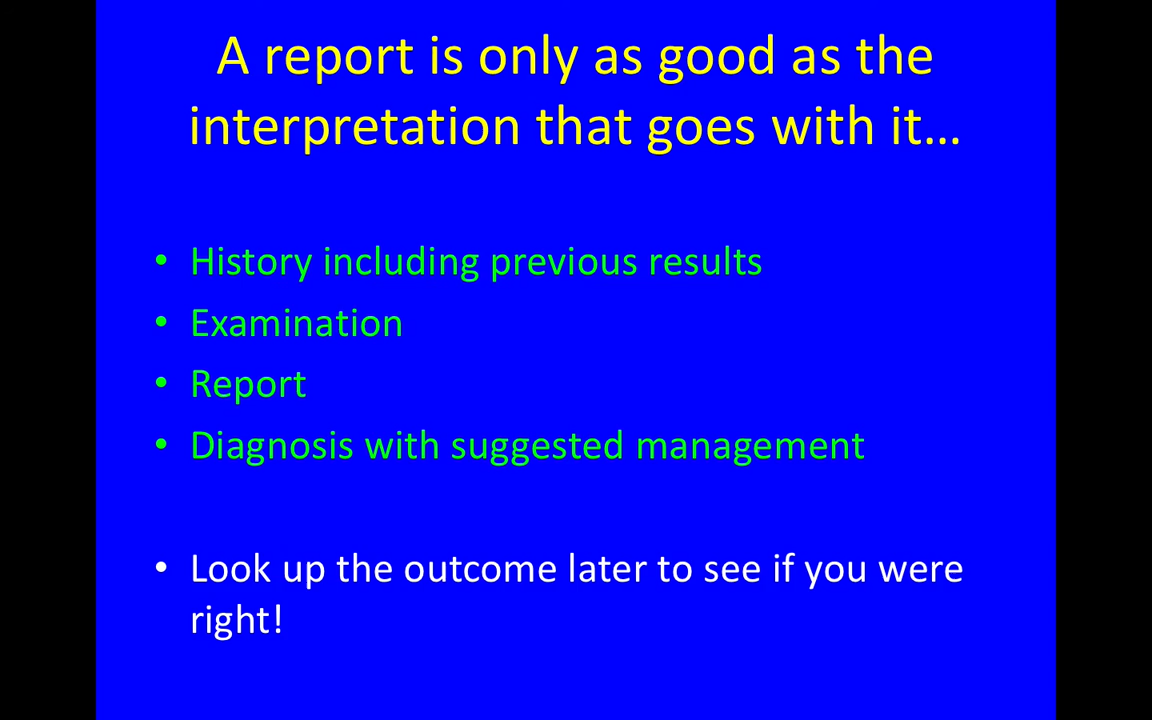 A report is only as good as the
interpretation that goes with it…
• History including previous results
• Examination
• Report
• Diagnosis with suggested management
• Look up the outcome later to see if you were
right!